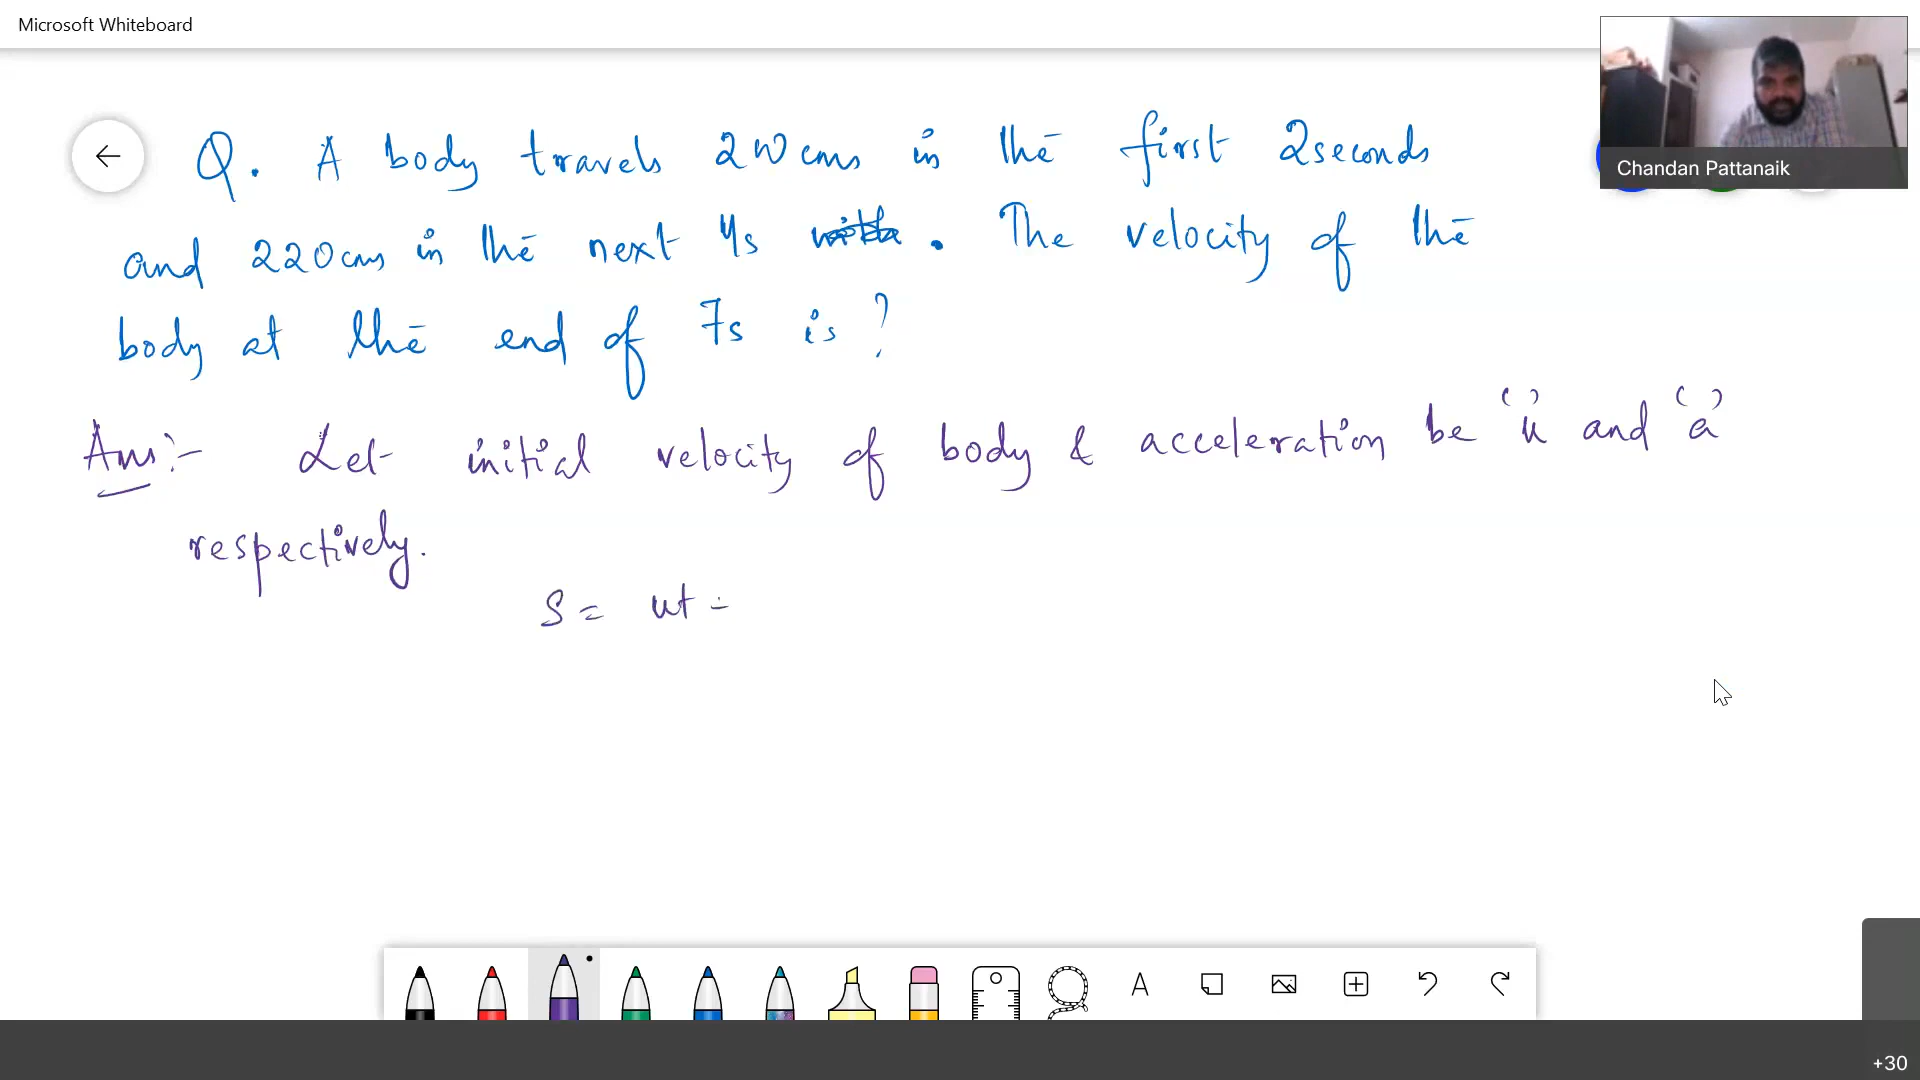 Microsoft Whiteboard
Chandan Pattanaik
Q. A body travels 200 cms in the first 2seconds
and 220cms in the next 4s . The velocity of the
body at the end of 7s is ?
Ans:- Let initial velocity of body & acceleration be 'u' and 'a'
respectively.
S = ut -
A
+30